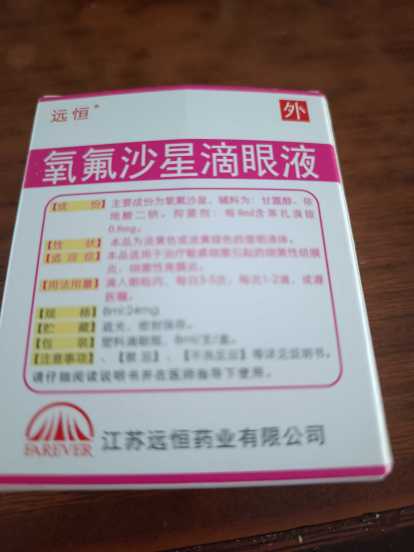 远恒
外
氧氟沙星滴眼液
【成　份】主要成份为氧氟沙星，辅料为：甘露醇、依
地酸二钠。抑菌剂：每8ml含苯扎溴铵
0.8mg。
【性　状】本品为淡黄色或淡黄绿色的澄明液体。
【适应症】本品适用于治疗敏感细菌引起的细菌性结膜
炎、细菌性角膜炎。
【用法用量】滴入眼睑内，每日3-5次，每次1-2滴，或遵
医嘱。
【规　格】8ml:24mg
【贮　藏】遮光，密封保存。
【包　装】塑料滴眼瓶，8ml/支/盒。
【注意事项】、【禁忌】、【不良反应】等详见说明书。
请仔细阅读说明书并在医师指导下使用。
FAREVER
江苏远恒药业有限公司